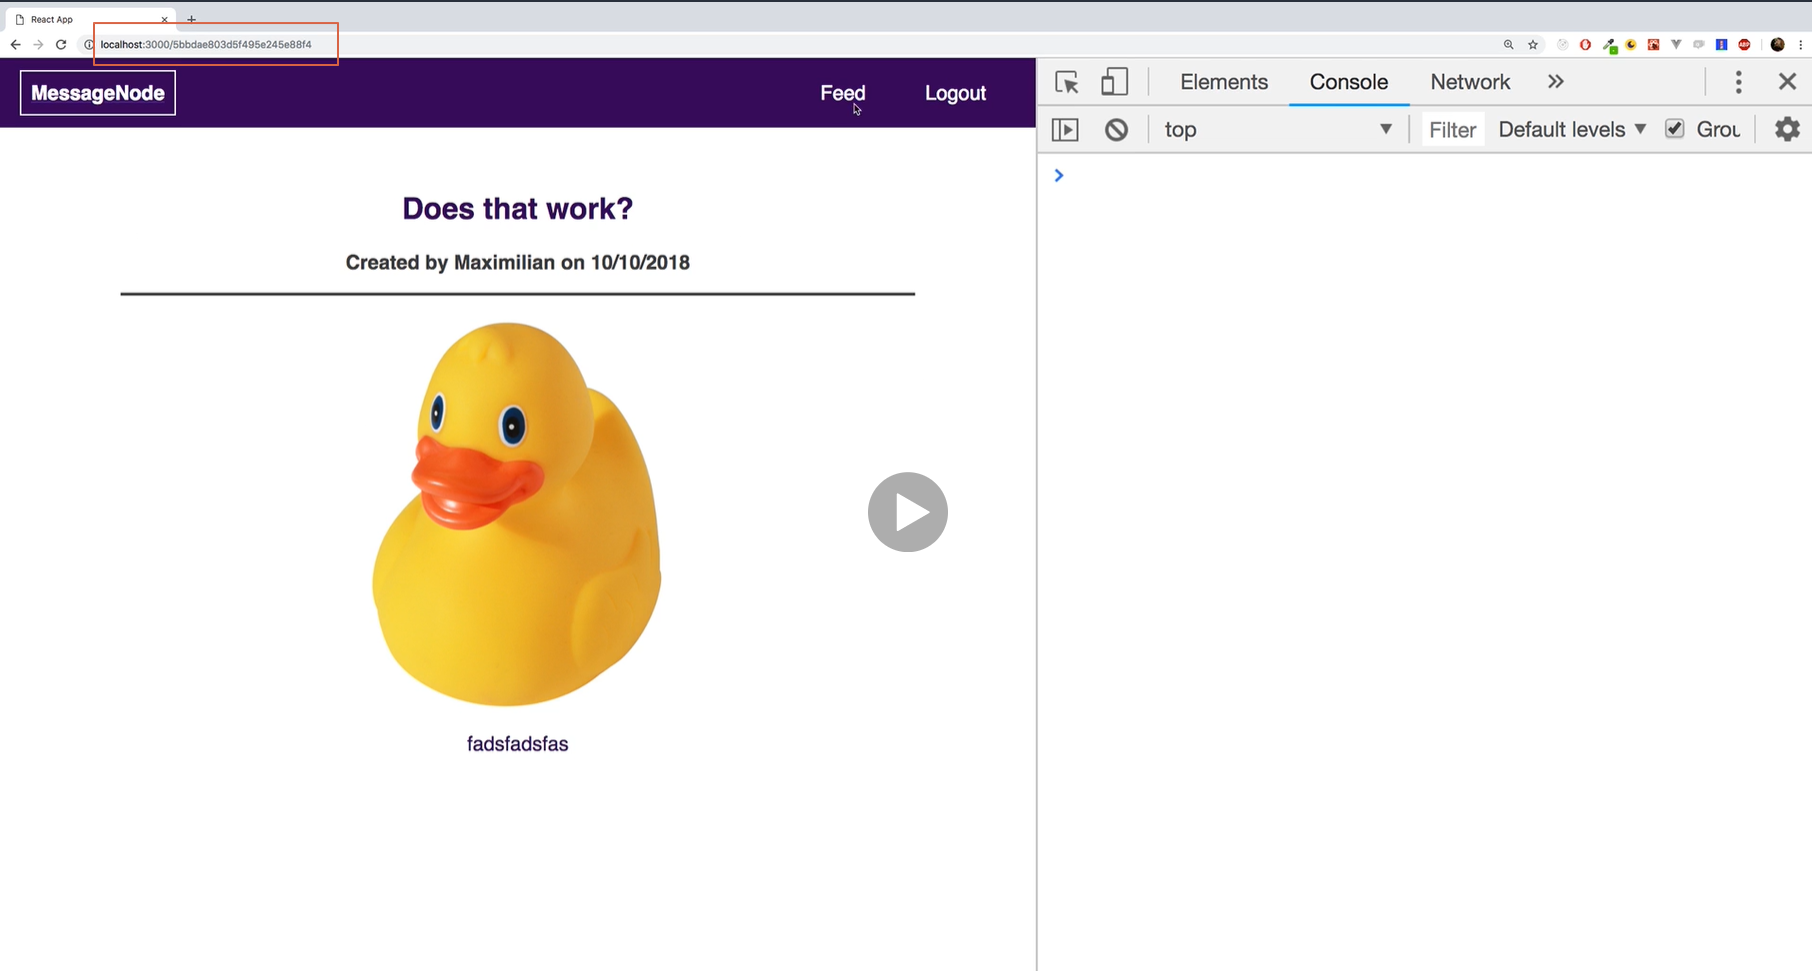 React App
localhost:3000/5bbdae803d5f495e245e88f4
MessageNode
Feed
Logout
Elements
Console
Network
top
Filter
Default levels
Grou
Does that work?
Created by Maximilian on 10/10/2018
fadsfadsfas